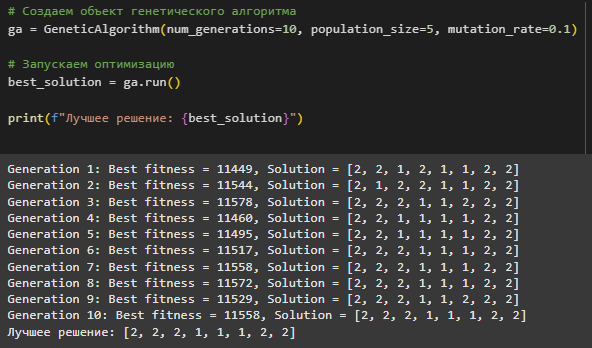 # Создаем объект генетического алгоритма
ga = GeneticAlgorithm(num_generations=10, population_size=5, mutation_rate=0.1)
# Запускаем оптимизацию
best_solution = ga.run()
print(f"Лучшее решение: {best_solution}")
Generation 1: Best fitness = 11449, Solution = [2, 2, 1, 2, 1, 1, 2, 2]
Generation 2: Best fitness = 11544, Solution = [2, 1, 2, 2, 1, 1, 2, 2]
Generation 3: Best fitness = 11578, Solution = [2, 2, 2, 1, 1, 2, 2, 2]
Generation 4: Best fitness = 11460, Solution = [2, 2, 1, 1, 1, 1, 2, 2]
Generation 5: Best fitness = 11495, Solution = [2, 2, 1, 1, 1, 1, 2, 2]
Generation 6: Best fitness = 11517, Solution = [2, 2, 2, 1, 1, 1, 2, 2]
Generation 7: Best fitness = 11558, Solution = [2, 2, 2, 1, 1, 1, 2, 2]
Generation 8: Best fitness = 11572, Solution = [2, 2, 2, 1, 1, 1, 2, 2]
Generation 9: Best fitness = 11529, Solution = [2, 2, 2, 1, 1, 2, 2, 2]
Generation 10: Best fitness = 11558, Solution = [2, 2, 2, 1, 1, 1, 2, 2]
Лучшее решение: [2, 2, 2, 1, 1, 1, 2, 2]